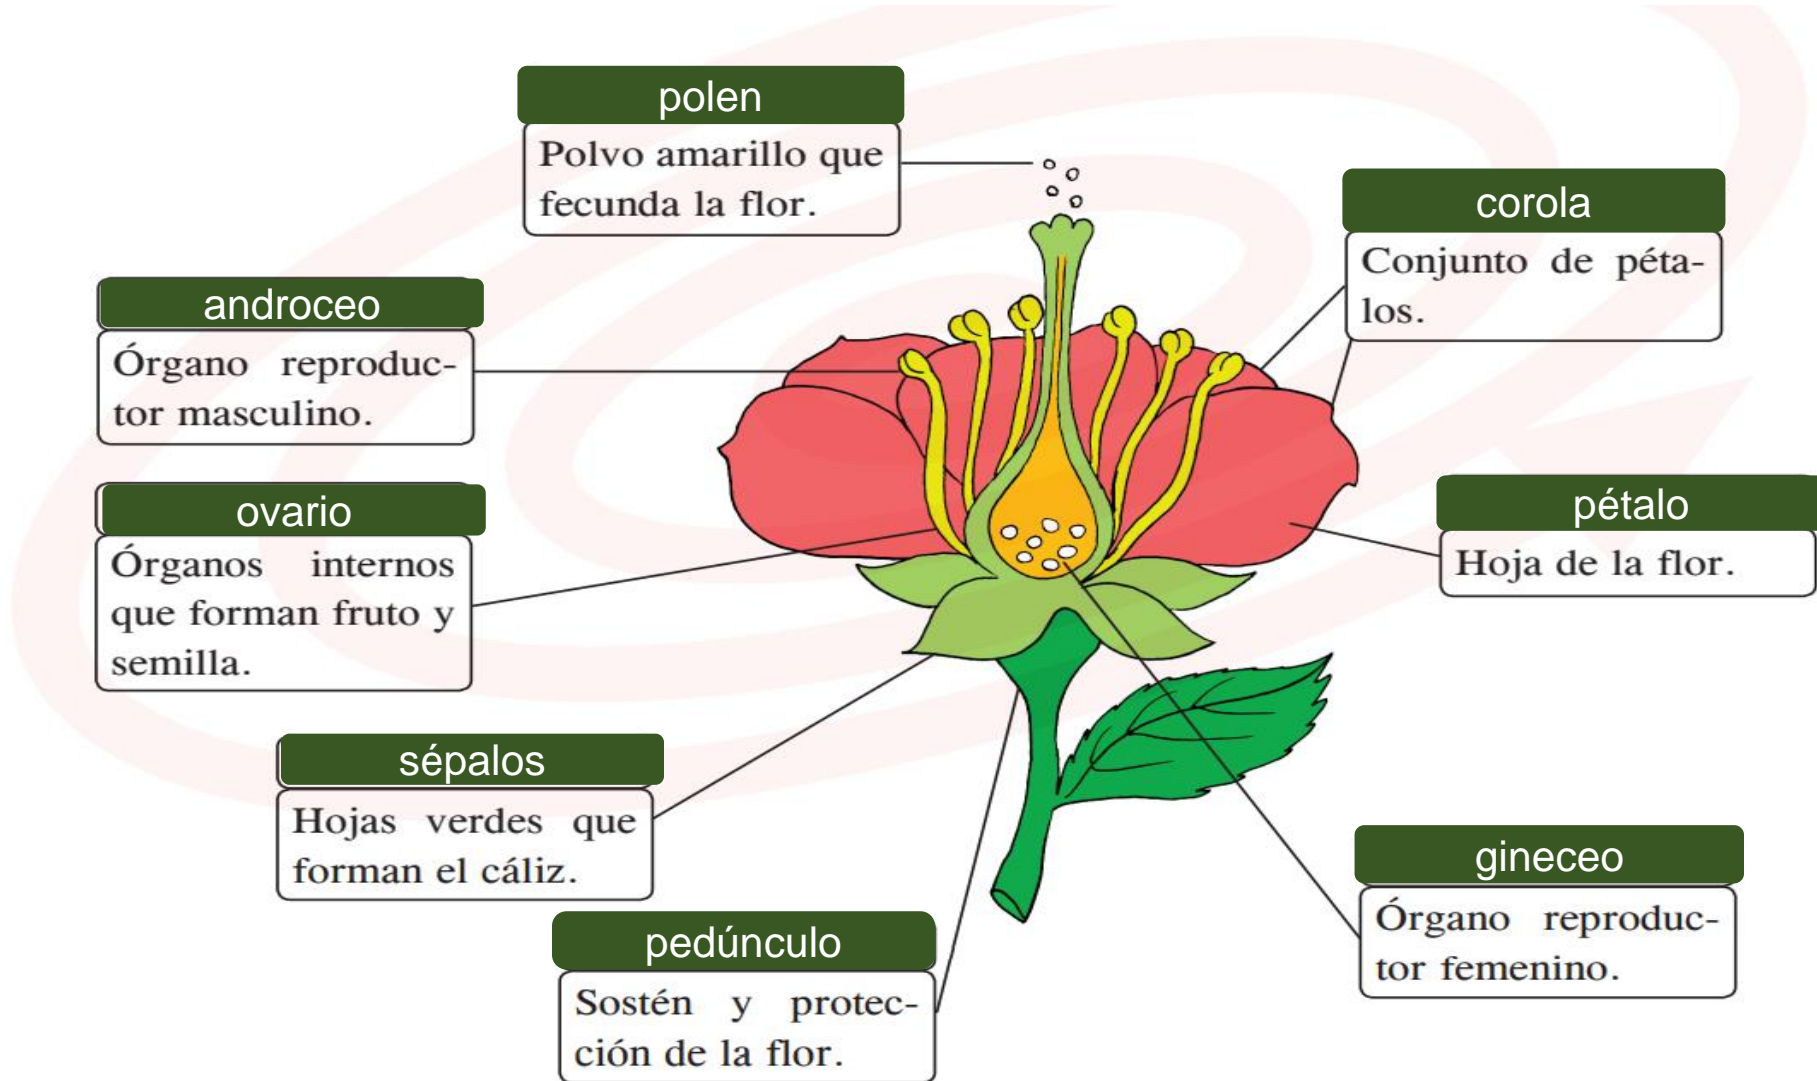 polen
Polvo amarillo que
fecunda la flor.
corola
Conjunto de péta-
los.
androceo
Órgano reproduc-
tor masculino.
ovario
Órganos internos
que forman fruto y
semilla.
pétalo
Hoja de la flor.
sépalos
Hojas verdes que
forman el cáliz.
gineceo
Órgano reproduc-
tor femenino.
pedúnculo
Sostén y protec-
ción de la flor.